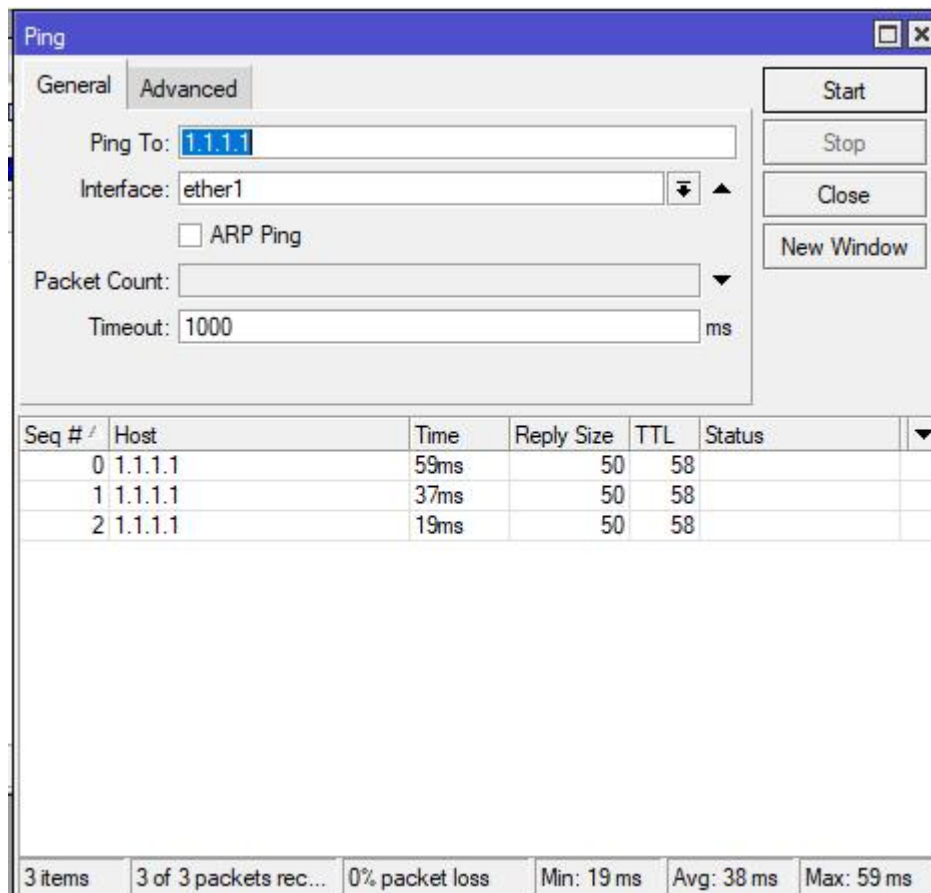 Ping
General Advanced
Start
Ping To: 1.1.1.1
Stop
Interface: ether1
Close
ARP Ping
New Window
Packet Count:
Timeout: 1000 ms
Seq # Host Time Reply Size TTL Status
0 1.1.1.1 59ms 50 58
1 1.1.1.1 37ms 50 58
2 1.1.1.1 19ms 50 58
3 items 3 of 3 packets rec... 0% packet loss Min: 19 ms Avg: 38 ms Max: 59 ms